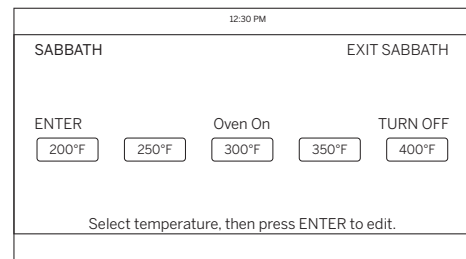 12:30 PM
SABBATH EXIT SABBATH
ENTER Oven On TURN OFF
200°F 250°F 300°F 350°F 400°F
Select temperature, then press ENTER to edit.